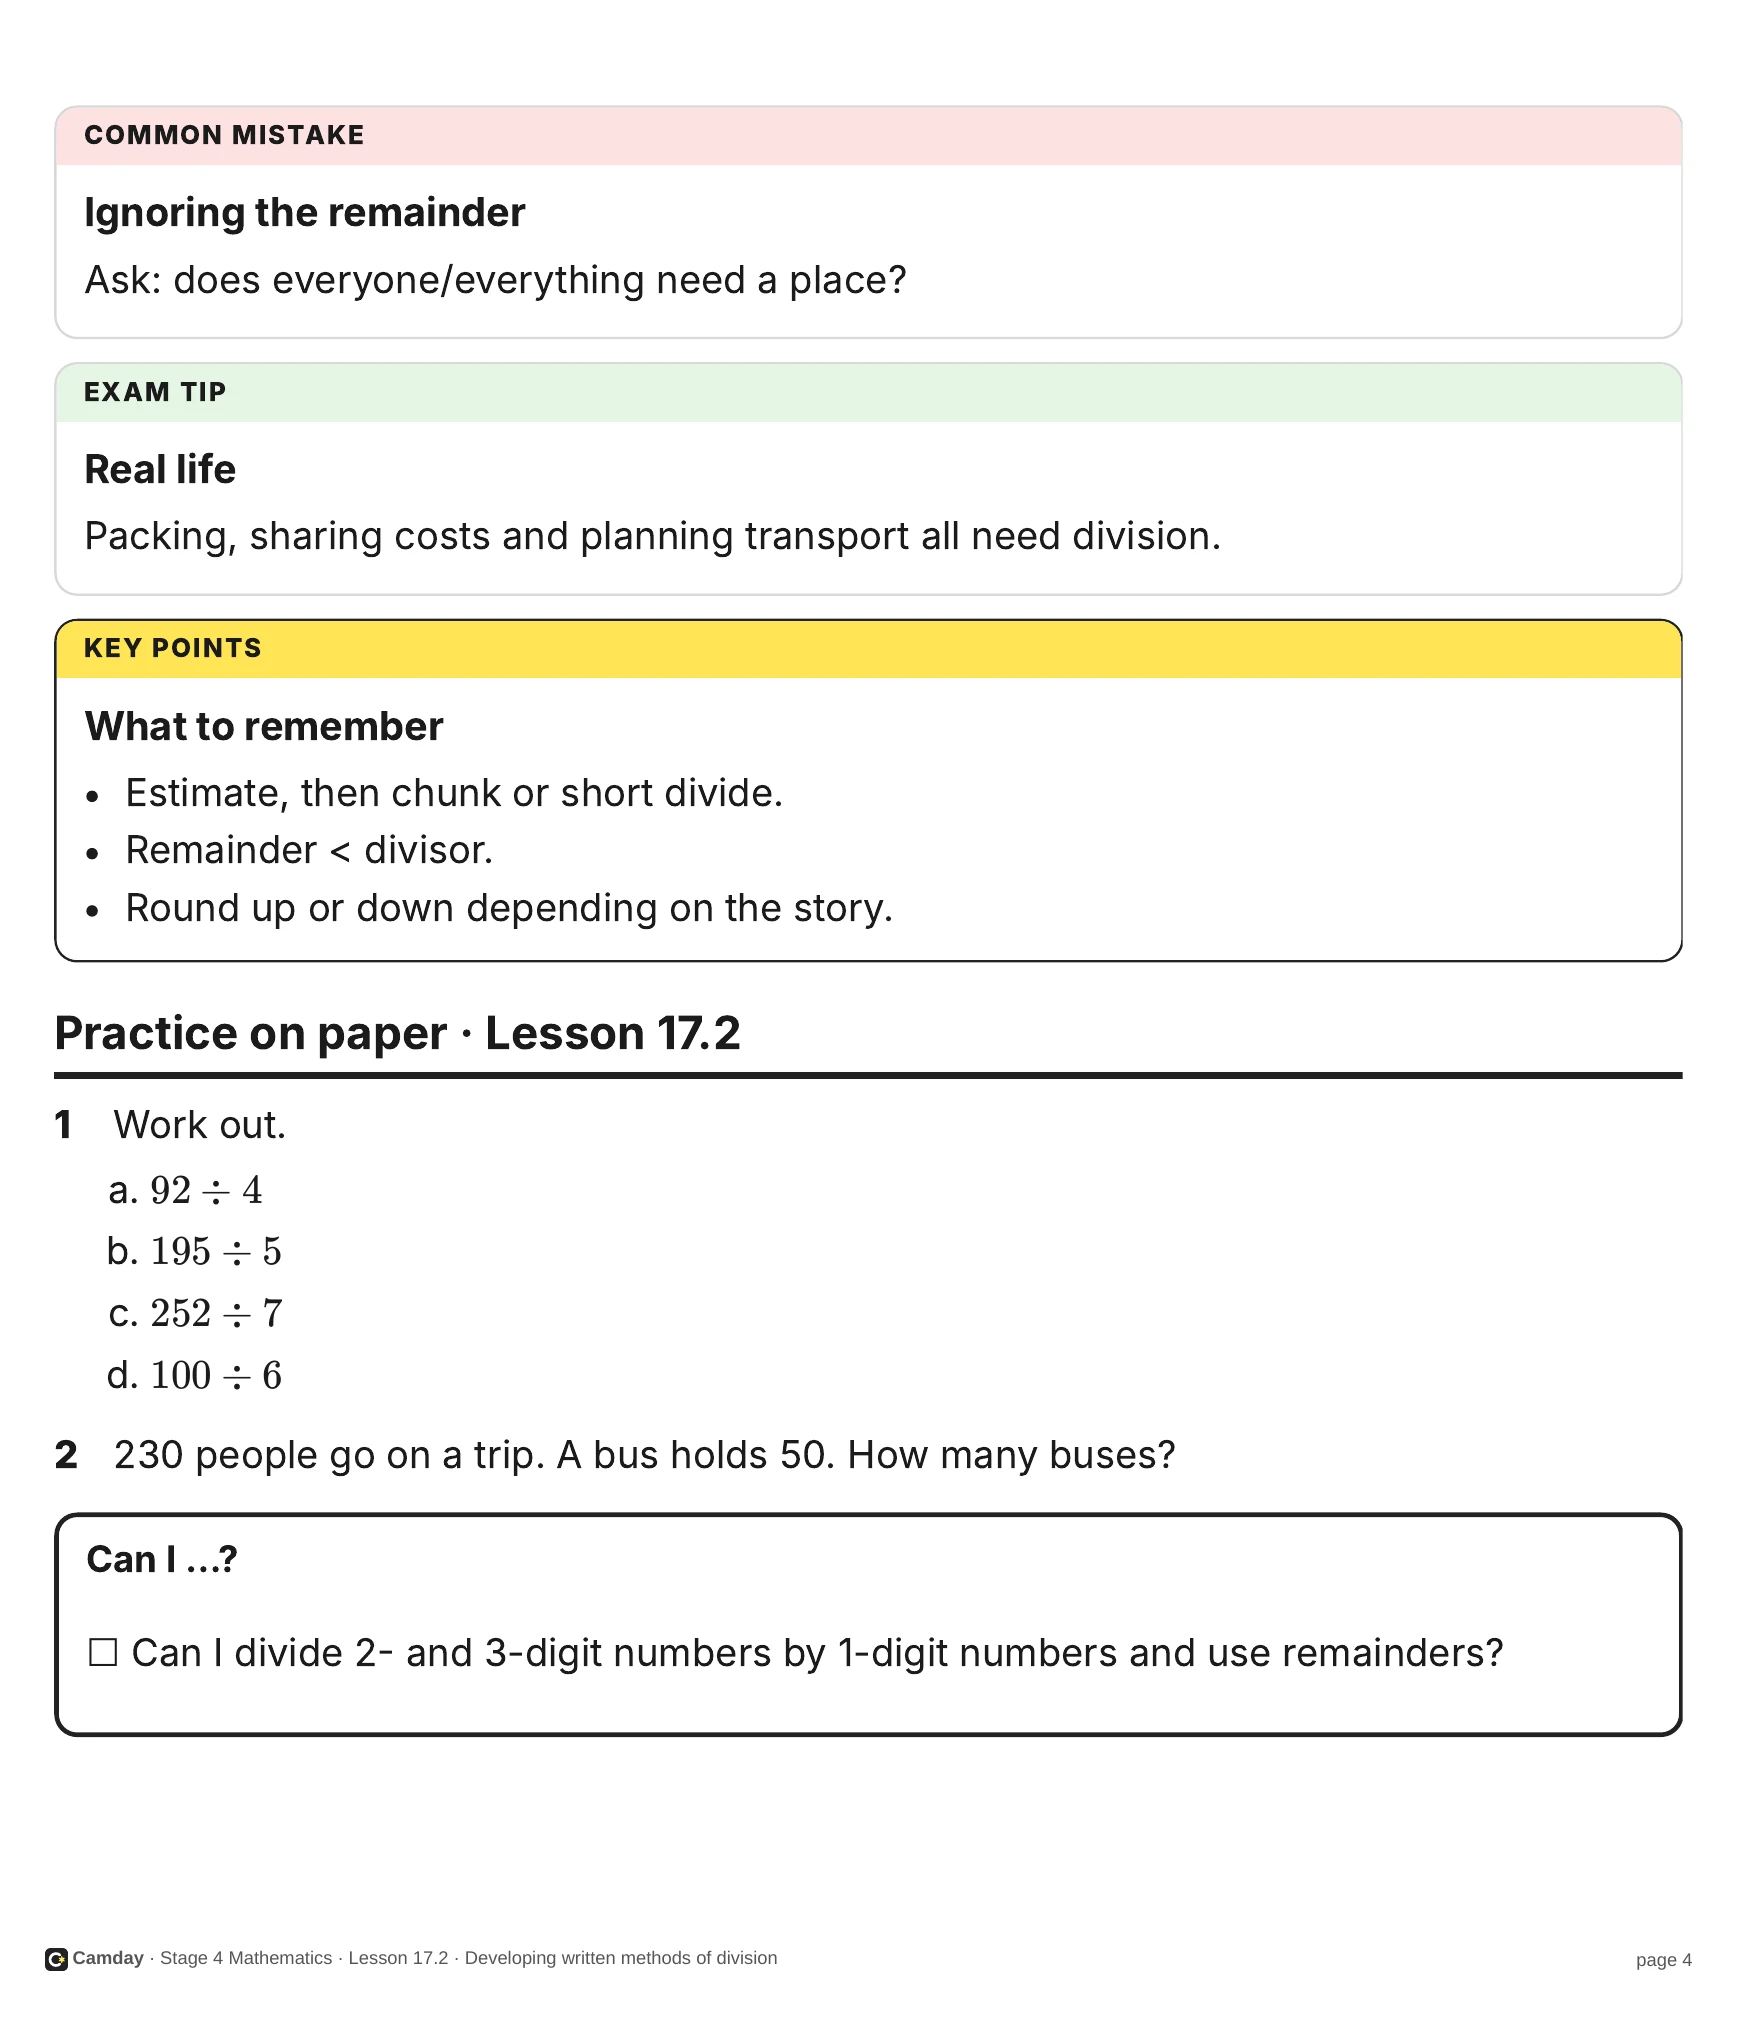 COMMON MISTAKE
Ignoring the remainder
Ask: does everyone/everything need a place?
EXAM TIP
Real life
Packing, sharing costs and planning transport all need division.
KEY POINTS
What to remember
• Estimate, then chunk or short divide.
• Remainder < divisor.
• Round up or down depending on the story.
Practice on paper · Lesson 17.2
1 Work out.
a. 92 ÷ 4
b. 195 ÷ 5
c. 252 ÷ 7
d. 100 ÷ 6
2 230 people go on a trip. A bus holds 50. How many buses?
Can I …?
☐ Can I divide 2- and 3-digit numbers by 1-digit numbers and use remainders?
Camday · Stage 4 Mathematics · Lesson 17.2 · Developing written methods of division page 4